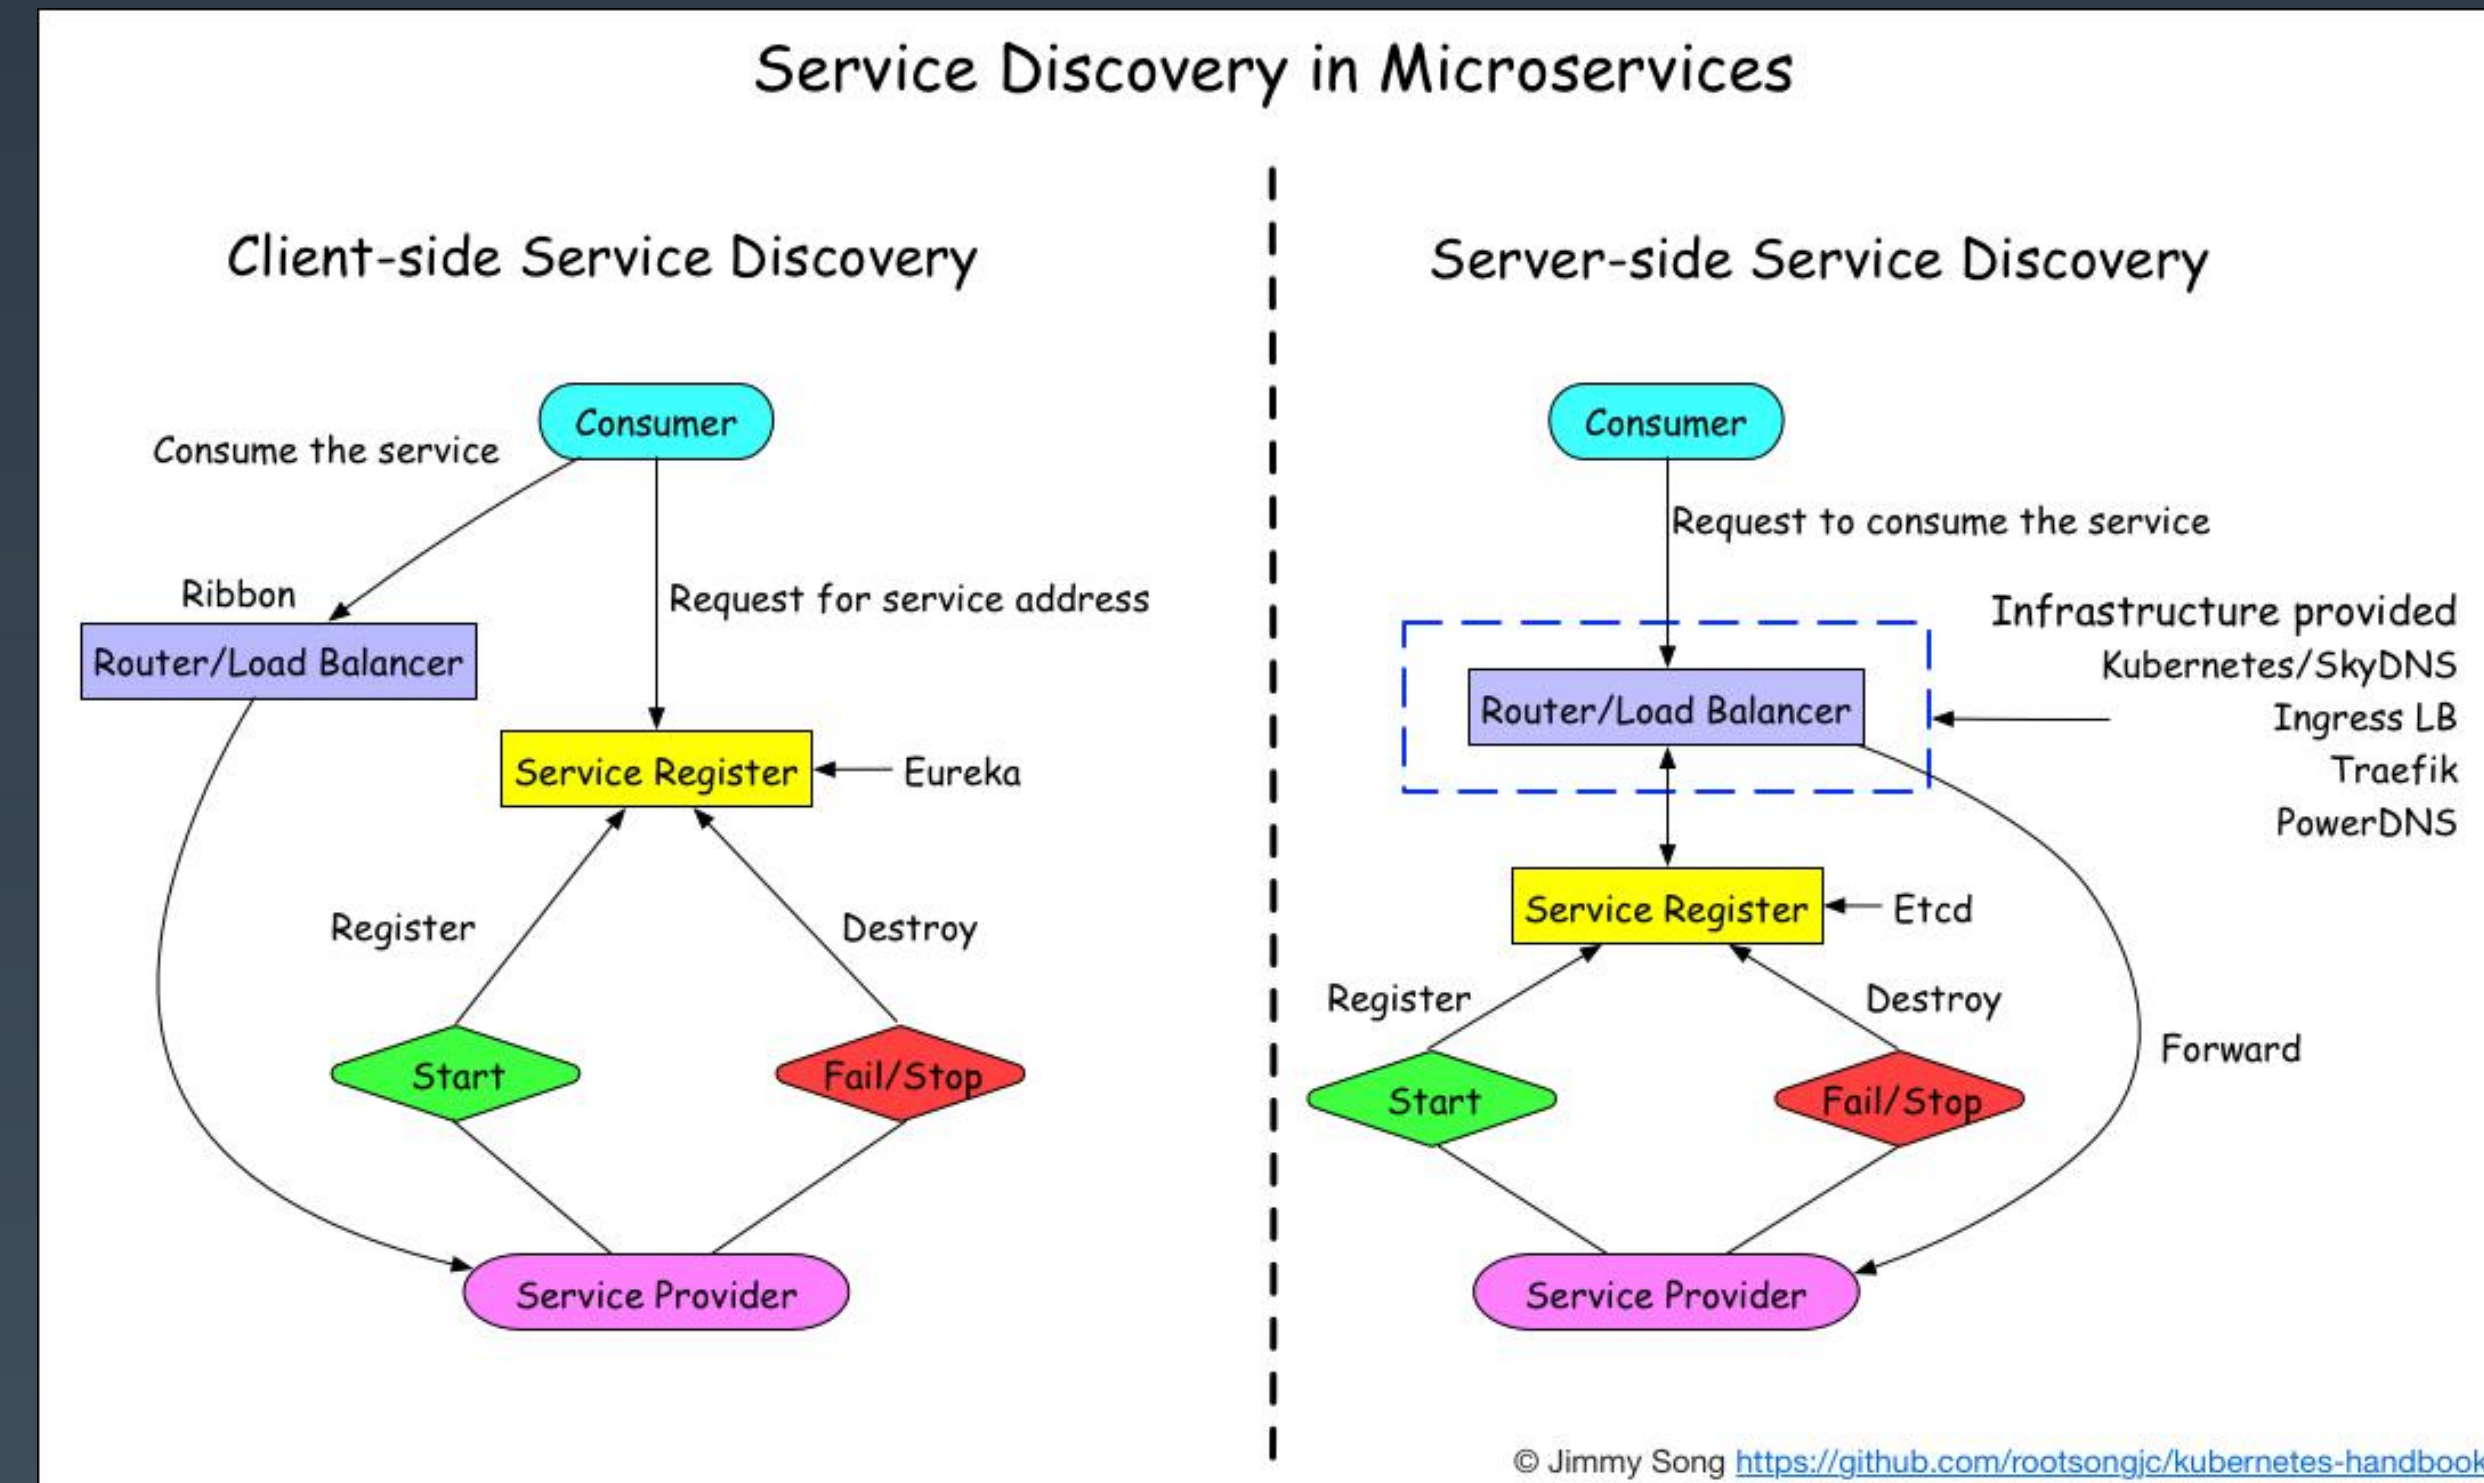 Service Discovery in Microservices
Client-side Service Discovery
Consumer
Consume the service
Ribbon
Request for service address
Router/Load Balancer
Service Register
Eureka
Register
Destroy
Start
Fail/Stop
Service Provider
Server-side Service Discovery
Consumer
Request to consume the service
Infrastructure provided
Kubernetes/SkyDNS
Router/Load Balancer
Ingress LB
Traefik
PowerDNS
Service Register
Etcd
Register
Destroy
Forward
Start
Fail/Stop
Service Provider
© Jimmy Song https://github.com/rootsongjc/kubernetes-handbook